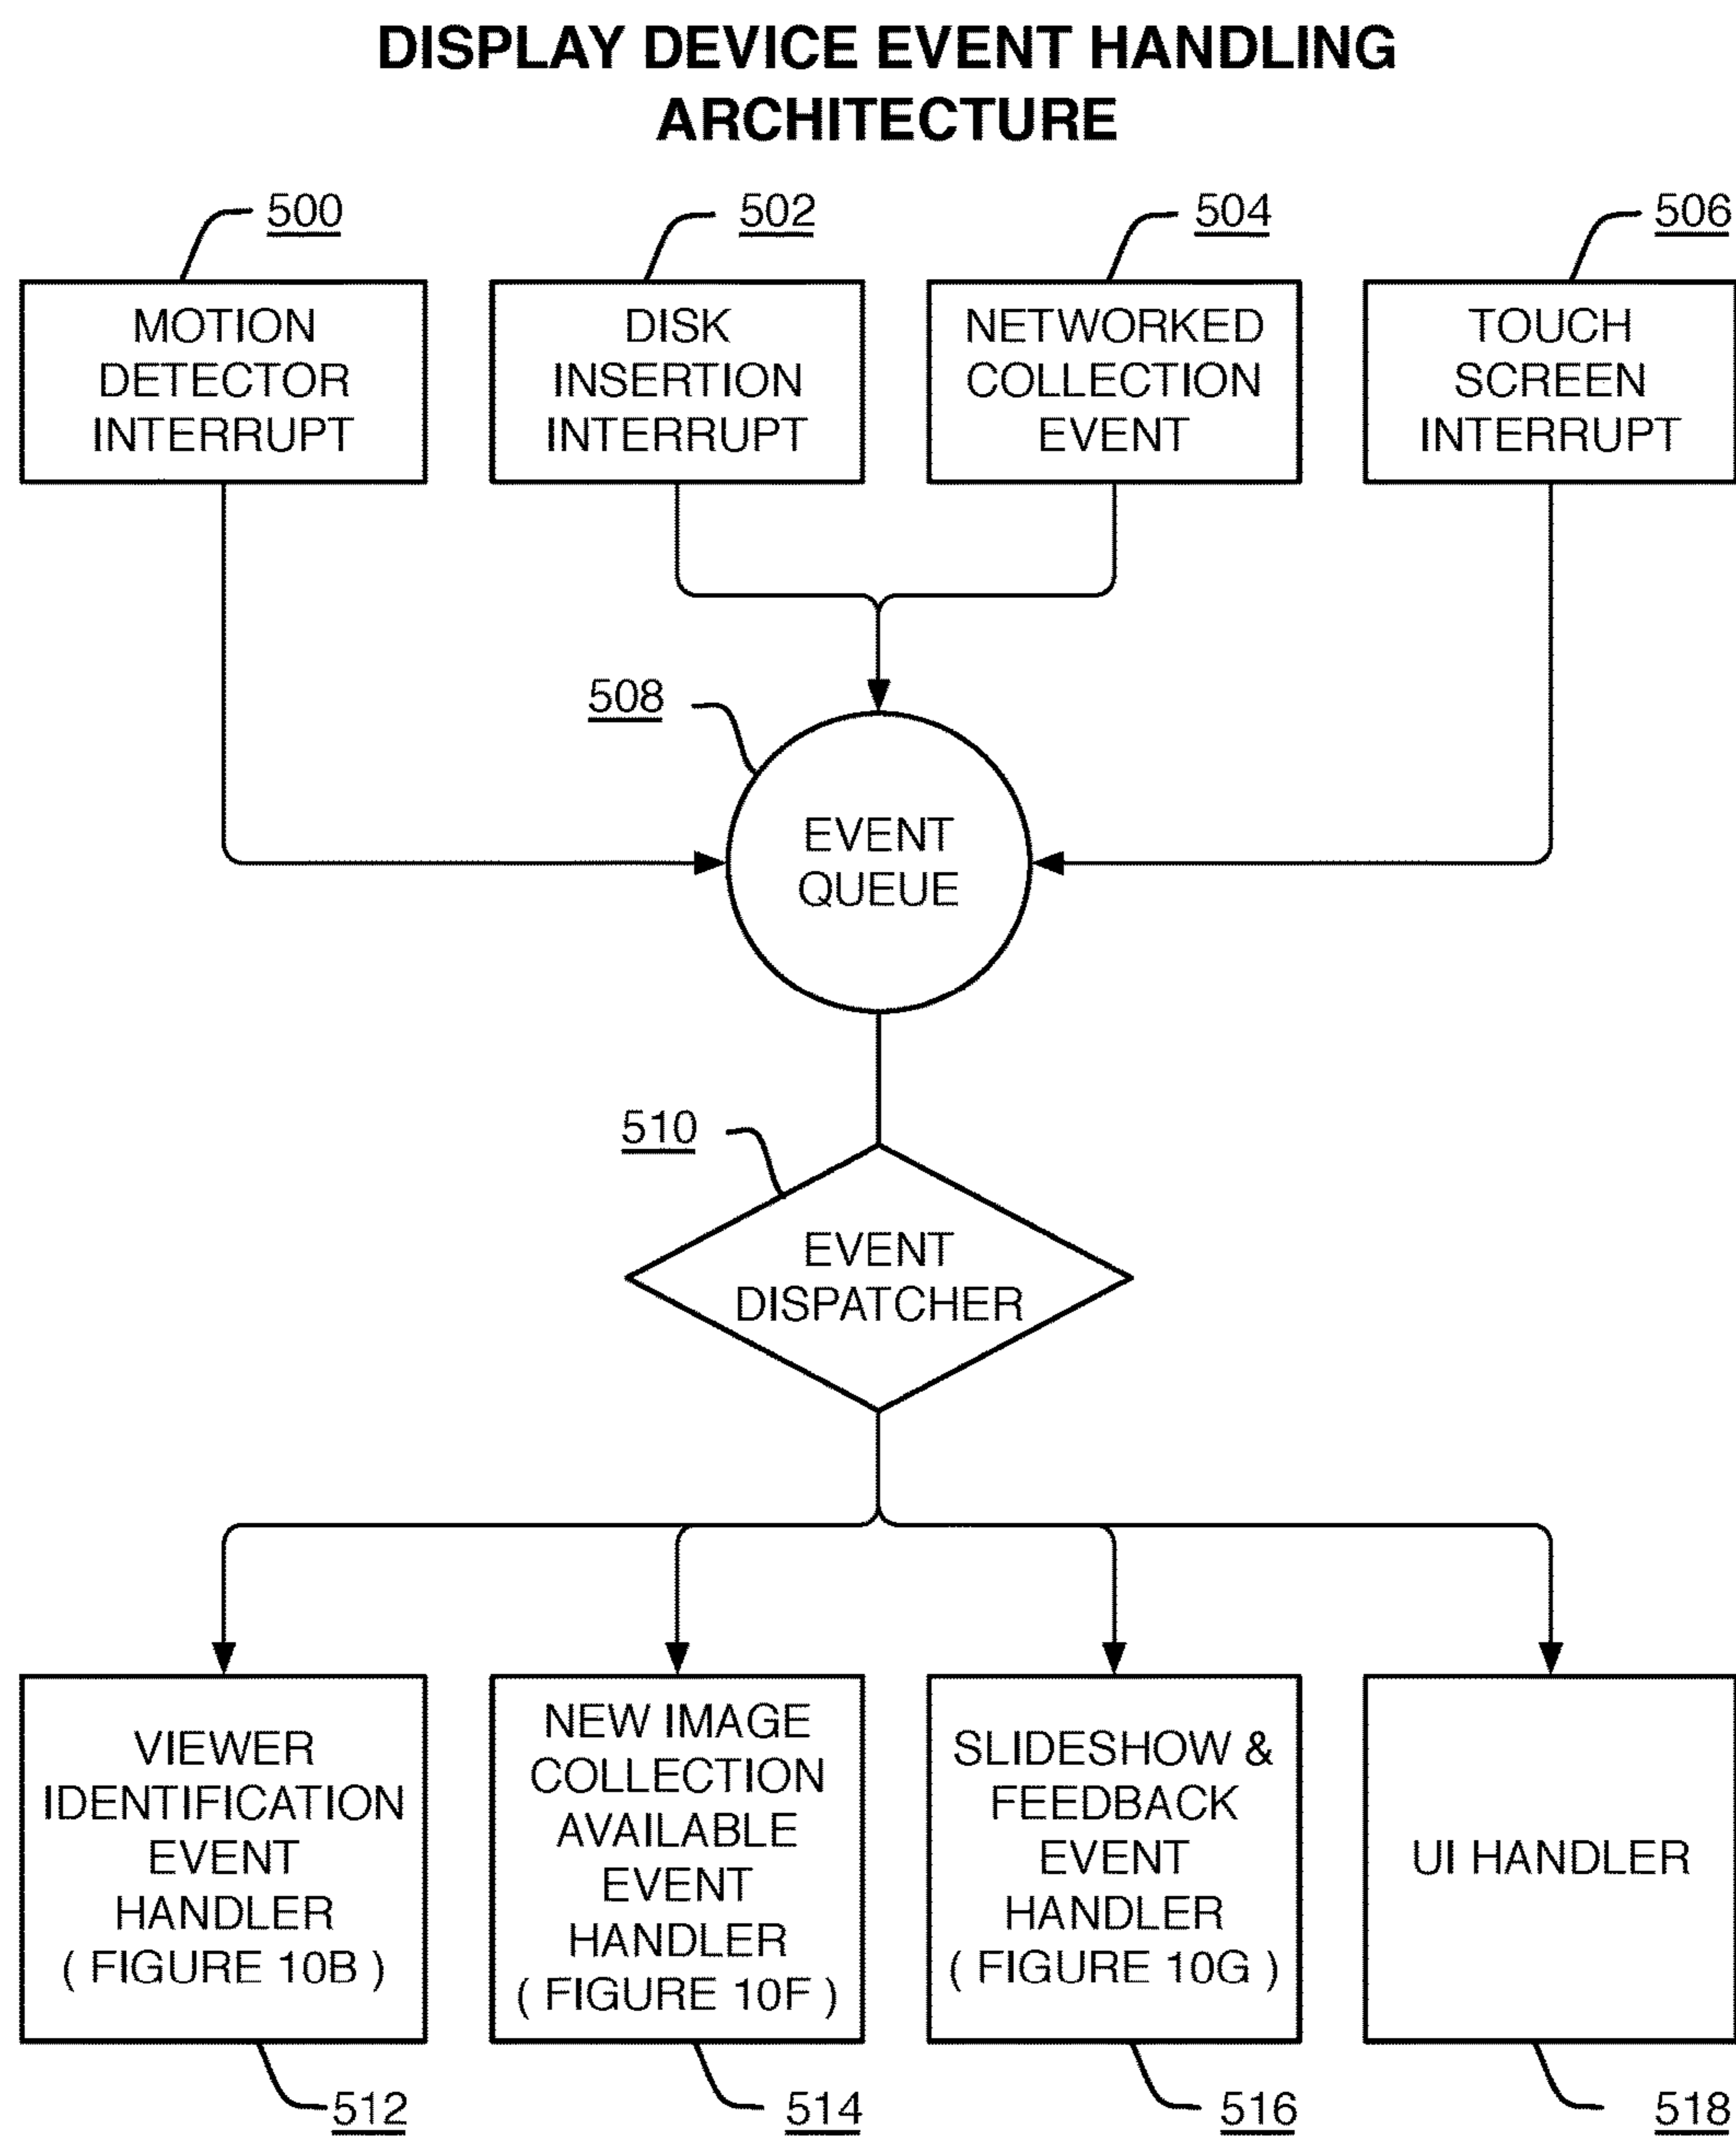 DISPLAY DEVICE EVENT HANDLING
ARCHITECTURE
500
502
504
506
MOTION
DETECTOR
INTERRUPT
DISK
INSERTION
INTERRUPT
NETWORKED
COLLECTION
EVENT
TOUCH
SCREEN
INTERRUPT
508
EVENT
QUEUE
510
EVENT
DISPATCHER
VIEWER
IDENTIFICATION
EVENT
HANDLER
( FIGURE 10B )
NEW IMAGE
COLLECTION
AVAILABLE
EVENT
HANDLER
( FIGURE 10F )
SLIDESHOW &
FEEDBACK
EVENT
HANDLER
( FIGURE 10G )
UI HANDLER
512
514
516
518